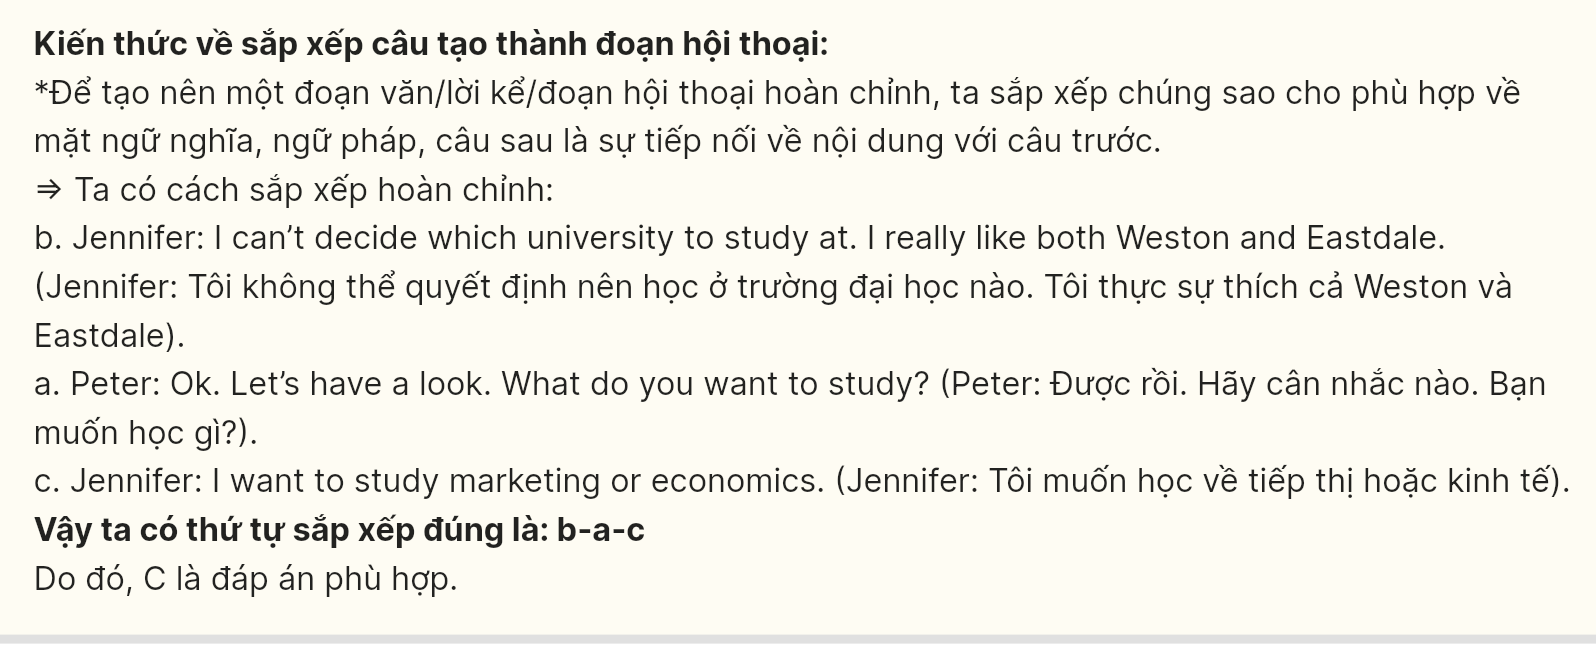 Kiến thức về sắp xếp câu tạo thành đoạn hội thoại:
*Để tạo nên một đoạn văn/lời kể/đoạn hội thoại hoàn chỉnh, ta sắp xếp chúng sao cho phù hợp về
mặt ngữ nghĩa, ngữ pháp, câu sau là sự tiếp nối về nội dung với câu trước.
⇒ Ta có cách sắp xếp hoàn chỉnh:
b. Jennifer: I can’t decide which university to study at. I really like both Weston and Eastdale.
(Jennifer: Tôi không thể quyết định nên học ở trường đại học nào. Tôi thực sự thích cả Weston và
Eastdale).
a. Peter: Ok. Let’s have a look. What do you want to study? (Peter: Được rồi. Hãy cân nhắc nào. Bạn
muốn học gì?).
c. Jennifer: I want to study marketing or economics. (Jennifer: Tôi muốn học về tiếp thị hoặc kinh tế).
Vậy ta có thứ tự sắp xếp đúng là: b-a-c
Do đó, C là đáp án phù hợp.